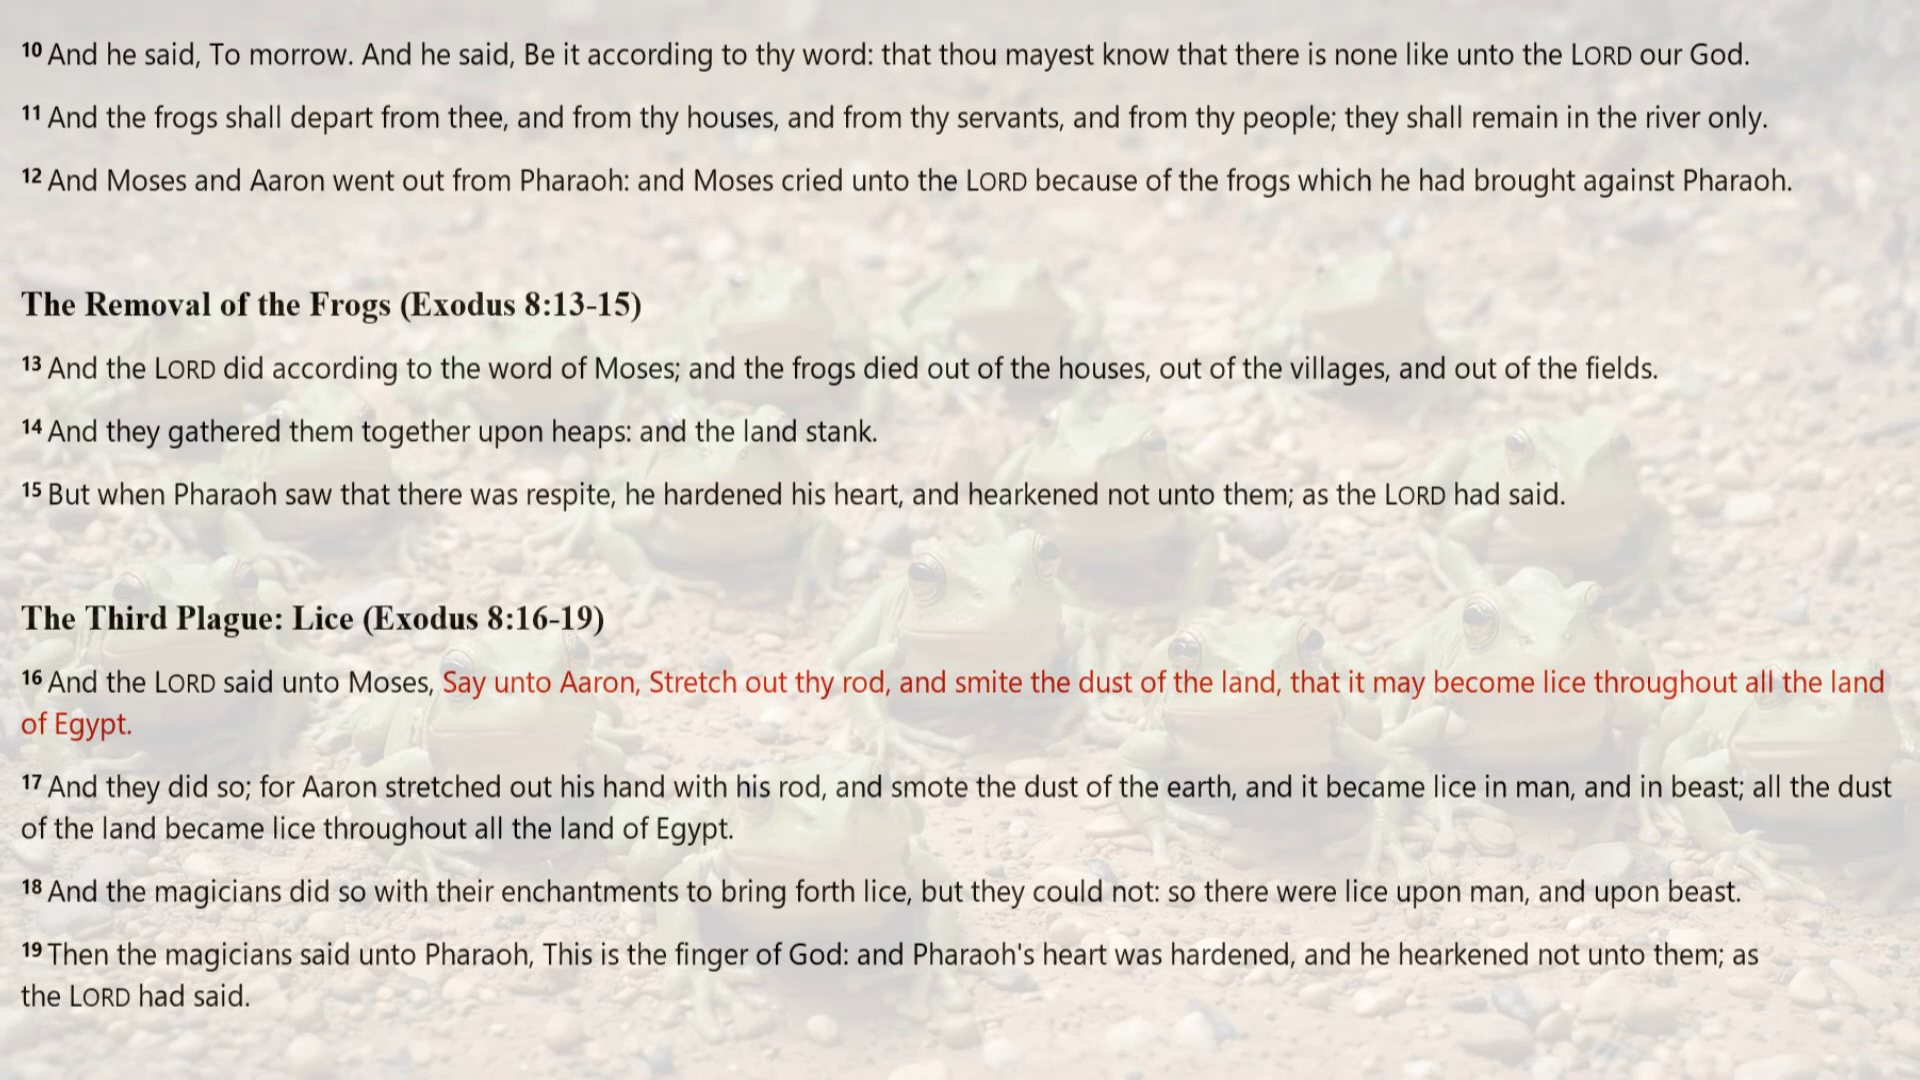 10 And he said, To morrow. And he said, Be it according to thy word: that thou mayest know that there is none like unto the LORD our God.
11 And the frogs shall depart from thee, and from thy houses, and from thy servants, and from thy people; they shall remain in the river only.
12 And Moses and Aaron went out from Pharaoh: and Moses cried unto the LORD because of the frogs which he had brought against Pharaoh.
The Removal of the Frogs (Exodus 8:13-15)
13 And the LORD did according to the word of Moses; and the frogs died out of the houses, out of the villages, and out of the fields.
14 And they gathered them together upon heaps: and the land stank.
15 But when Pharaoh saw that there was respite, he hardened his heart, and hearkened not unto them; as the LORD had said.
The Third Plague: Lice (Exodus 8:16-19)
16 And the LORD said unto Moses, Say unto Aaron, Stretch out thy rod, and smite the dust of the land, that it may become lice throughout all the land
of Egypt.
17 And they did so; for Aaron stretched out his hand with his rod, and smote the dust of the earth, and it became lice in man, and in beast; all the dust
of the land became lice throughout all the land of Egypt.
18 And the magicians did so with their enchantments to bring forth lice, but they could not: so there were lice upon man, and upon beast.
19 Then the magicians said unto Pharaoh, This is the finger of God: and Pharaoh's heart was hardened, and he hearkened not unto them; as
the LORD had said.